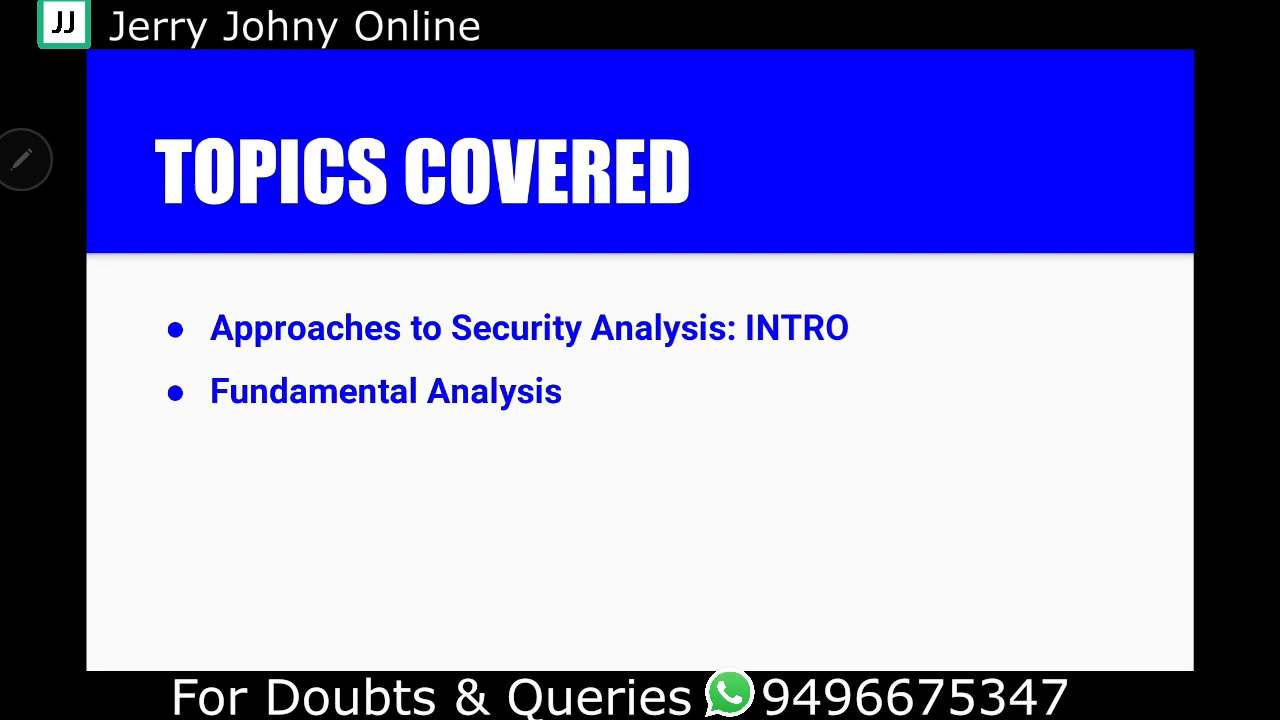 JJ Jerry Johny Online
TOPICS COVERED
● Approaches to Security Analysis: INTRO
● Fundamental Analysis
For Doubts & Queries 9496675347